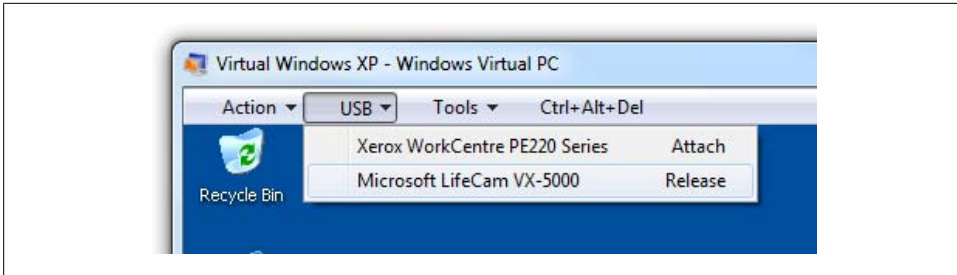 Virtual Windows XP - Windows Virtual PC
Action USB Tools Ctrl+Alt+Del
Xerox WorkCentre PE220 Series Attach
Microsoft LifeCam VX-5000 Release
Recycle Bin